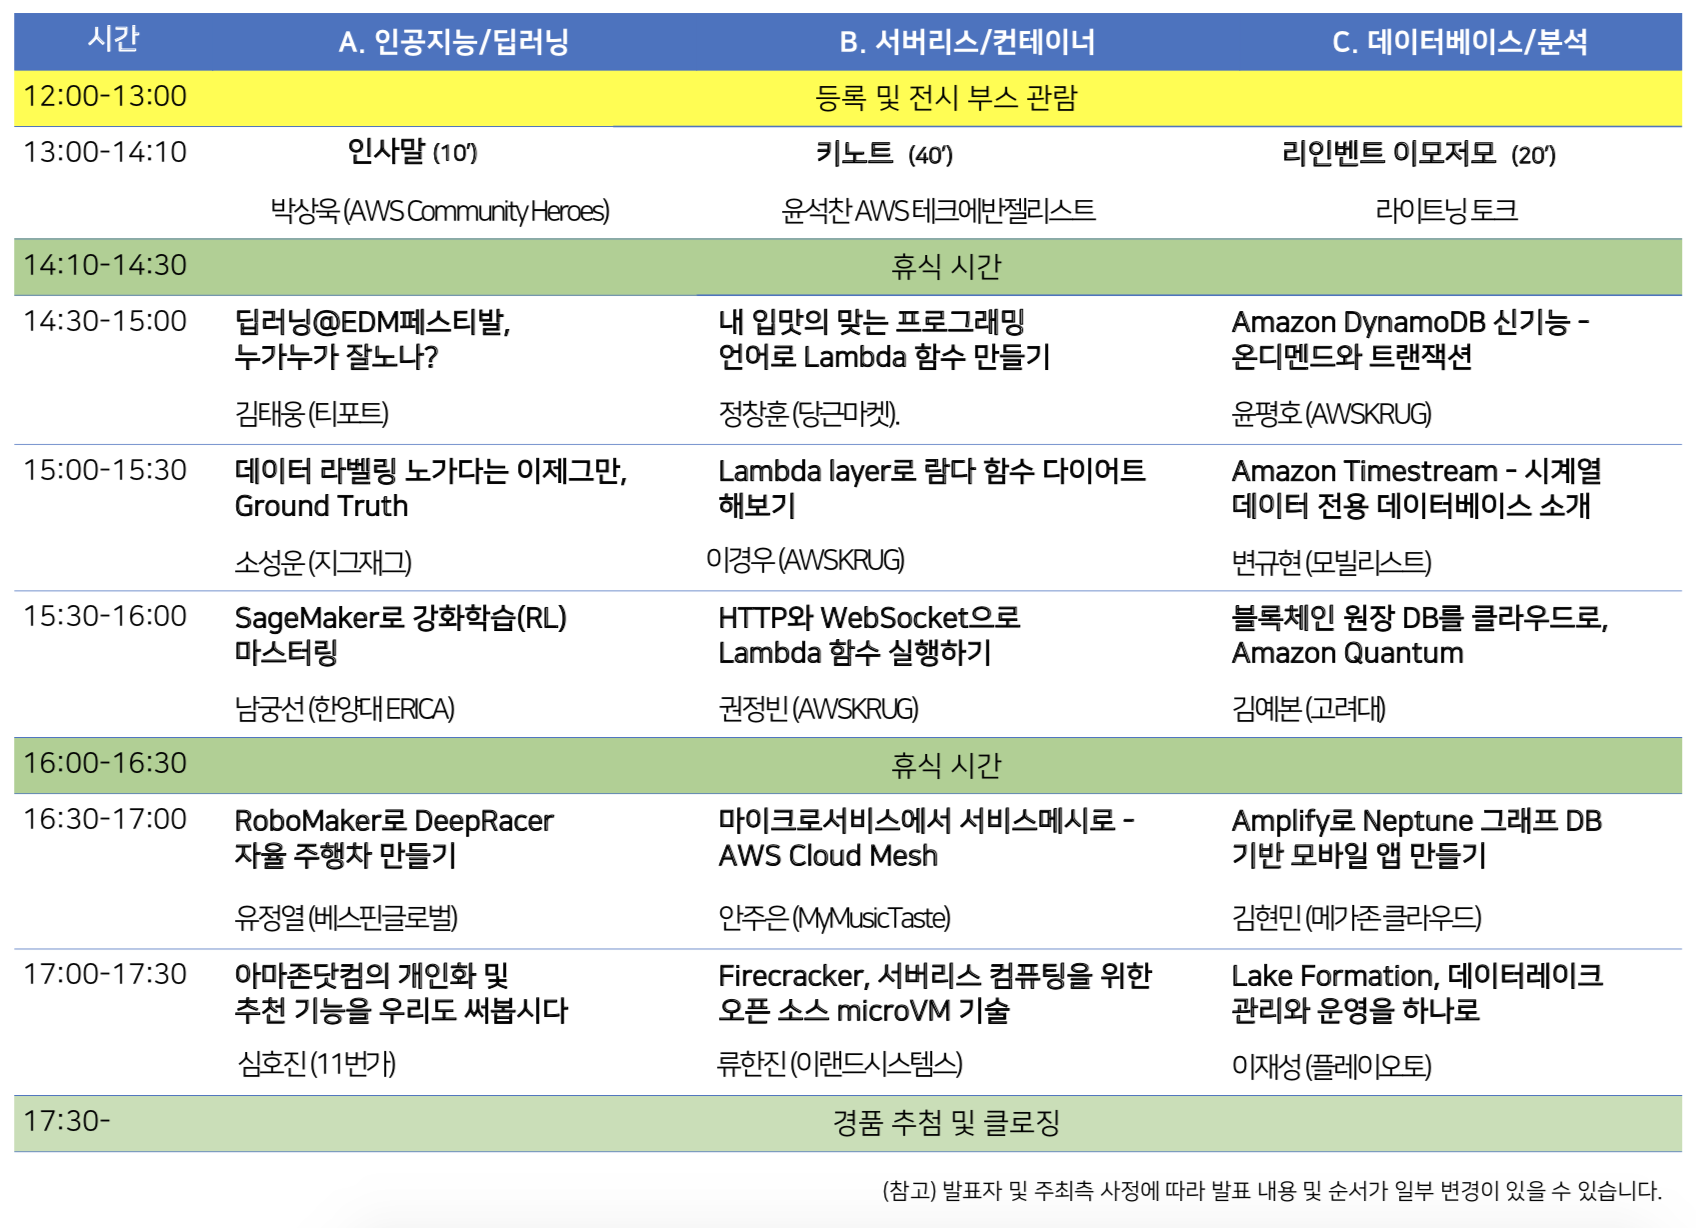 시간 A. 인공지능/딥러닝 B. 서버리스/컨테이너 C. 데이터베이스/분석
12:00-13:00 등록 및 전시 부스 관람
13:00-14:10 인사말 (10') 키노트 (40') 리인벤트 이모저모 (20')
박상욱 (AWS Community Heroes) 윤석찬 AWS 테크에반젤리스트 라이트닝 토크
14:10-14:30 휴식 시간
14:30-15:00 딥러닝@EDM페스티발, 내 입맛의 맞는 프로그래밍 Amazon DynamoDB 신기능 -
누가누가 잘노나? 언어로 Lambda 함수 만들기 온디멘드와 트랜잭션
김태웅 (티포트) 정창훈 (당근마켓). 윤평호 (AWSKRUG)
15:00-15:30 데이터 라벨링 노가다는 이제그만, Lambda layer로 람다 함수 다이어트 Amazon Timestream - 시계열
Ground Truth 해보기 데이터 전용 데이터베이스 소개
소성운 (지그재그) 이경우 (AWSKRUG) 변규현 (모빌리스트)
15:30-16:00 SageMaker로 강화학습(RL) HTTP와 WebSocket으로 블록체인 원장 DB를 클라우드로,
마스터링 Lambda 함수 실행하기 Amazon Quantum
남궁선 (한양대 ERICA) 권정빈 (AWSKRUG) 김예본 (고려대)
16:00-16:30 휴식 시간
16:30-17:00 RoboMaker로 DeepRacer 마이크로서비스에서 서비스메시로 - Amplify로 Neptune 그래프 DB
자율 주행차 만들기 AWS Cloud Mesh 기반 모바일 앱 만들기
유정열 (베스핀글로벌) 안주은 (MyMusicTaste) 김현민 (메가존 클라우드)
17:00-17:30 아마존닷컴의 개인화 및 Firecracker, 서버리스 컴퓨팅을 위한 Lake Formation, 데이터레이크
추천 기능을 우리도 써봅시다 오픈 소스 microVM 기술 관리와 운영을 하나로
심호진 (11번가) 류한진 (이랜드시스템스) 이재성 (플레이오토)
17:30- 경품 추첨 및 클로징
(참고) 발표자 및 주최측 사정에 따라 발표 내용 및 순서가 일부 변경이 있을 수 있습니다.